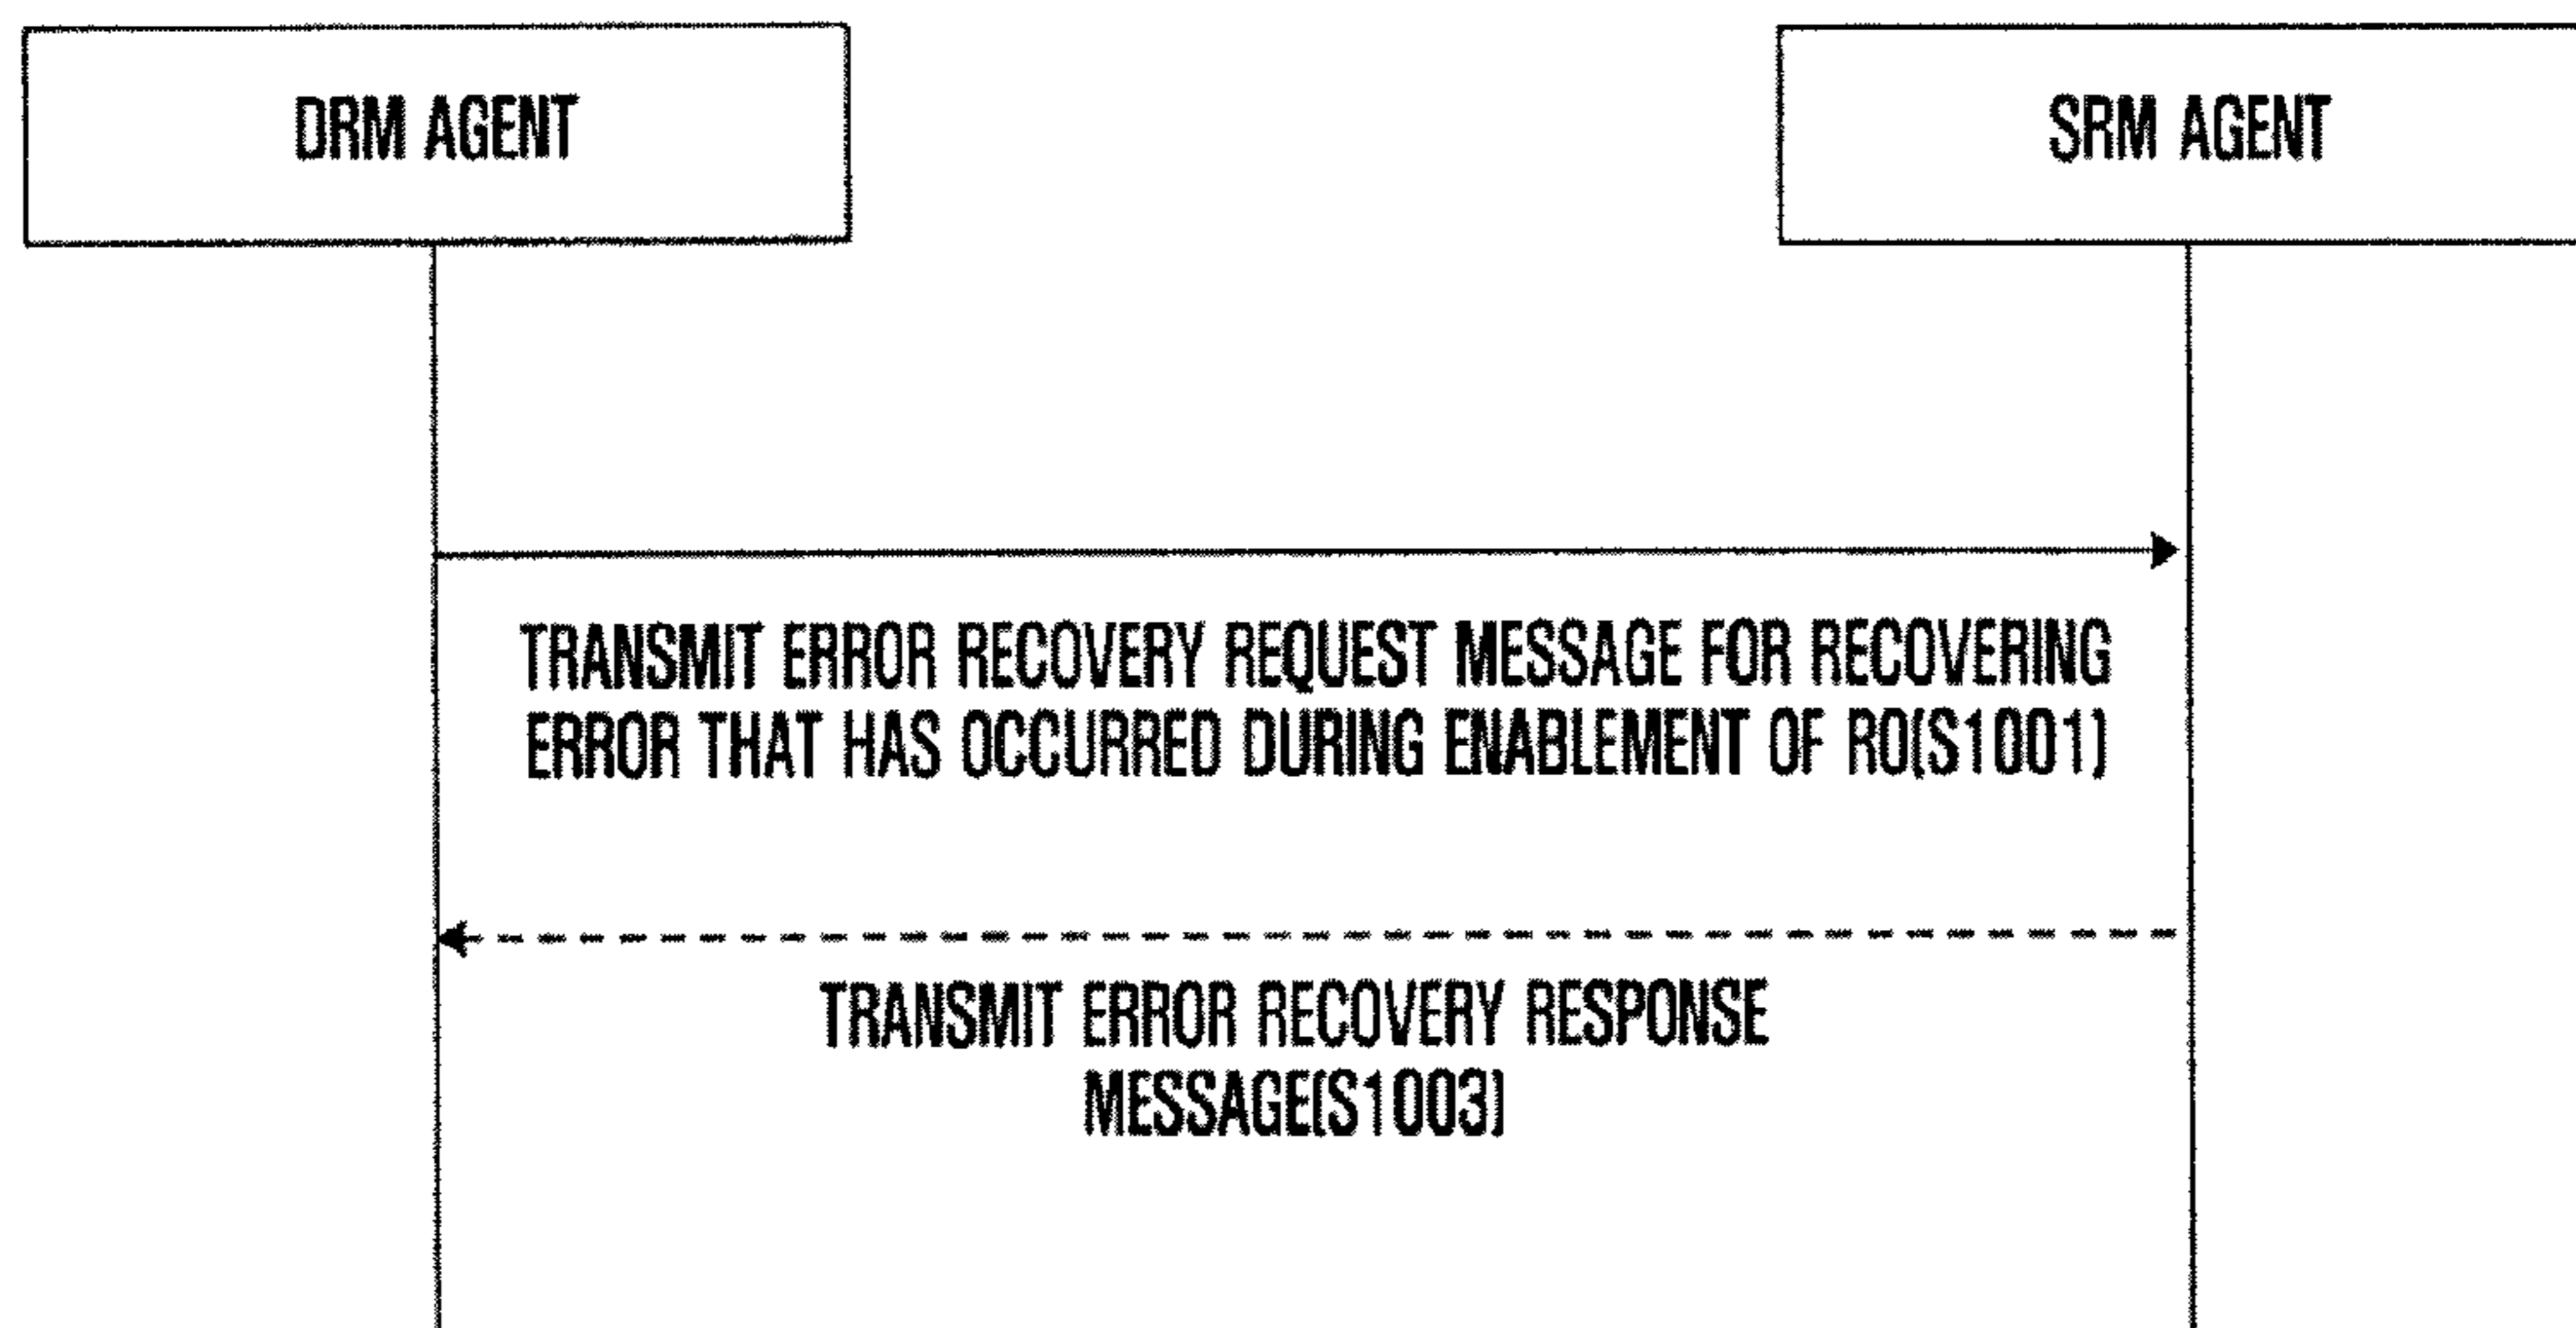 DRM AGENT
SRM AGENT
TRANSMIT ERROR RECOVERY REQUEST MESSAGE FOR RECOVERING
ERROR THAT HAS OCCURRED DURING ENABLEMENT OF RO(S1001)
TRANSMIT ERROR RECOVERY RESPONSE
MESSAGE(S1003)